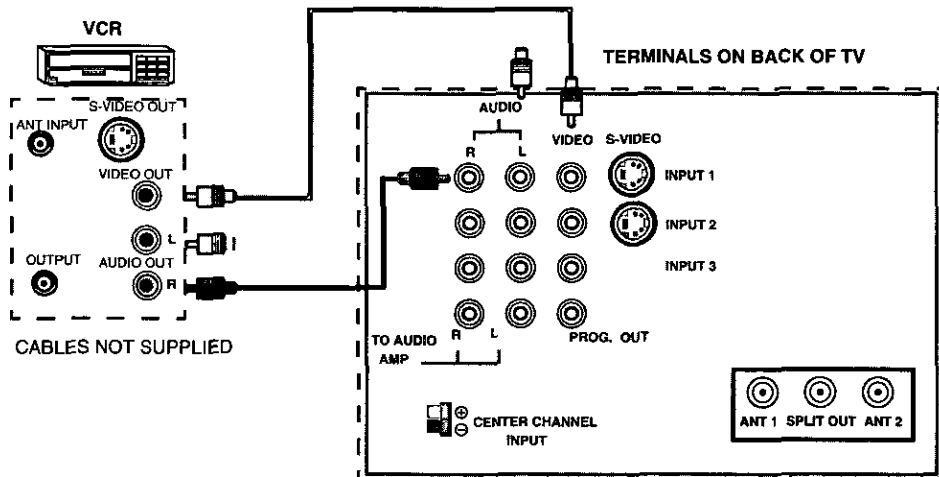 VCR
TERMINALS ON BACK OF TV
S-VIDEO OUT
ANT INPUT
VIDEO OUT
L
OUTPUT
AUDIO OUT
R
CABLES NOT SUPPLIED
AUDIO
R L VIDEO S-VIDEO
INPUT 1
INPUT 2
INPUT 3
R L PROG. OUT
TO AUDIO
AMP
CENTER CHANNEL
INPUT
ANT 1 SPLIT OUT ANT 2